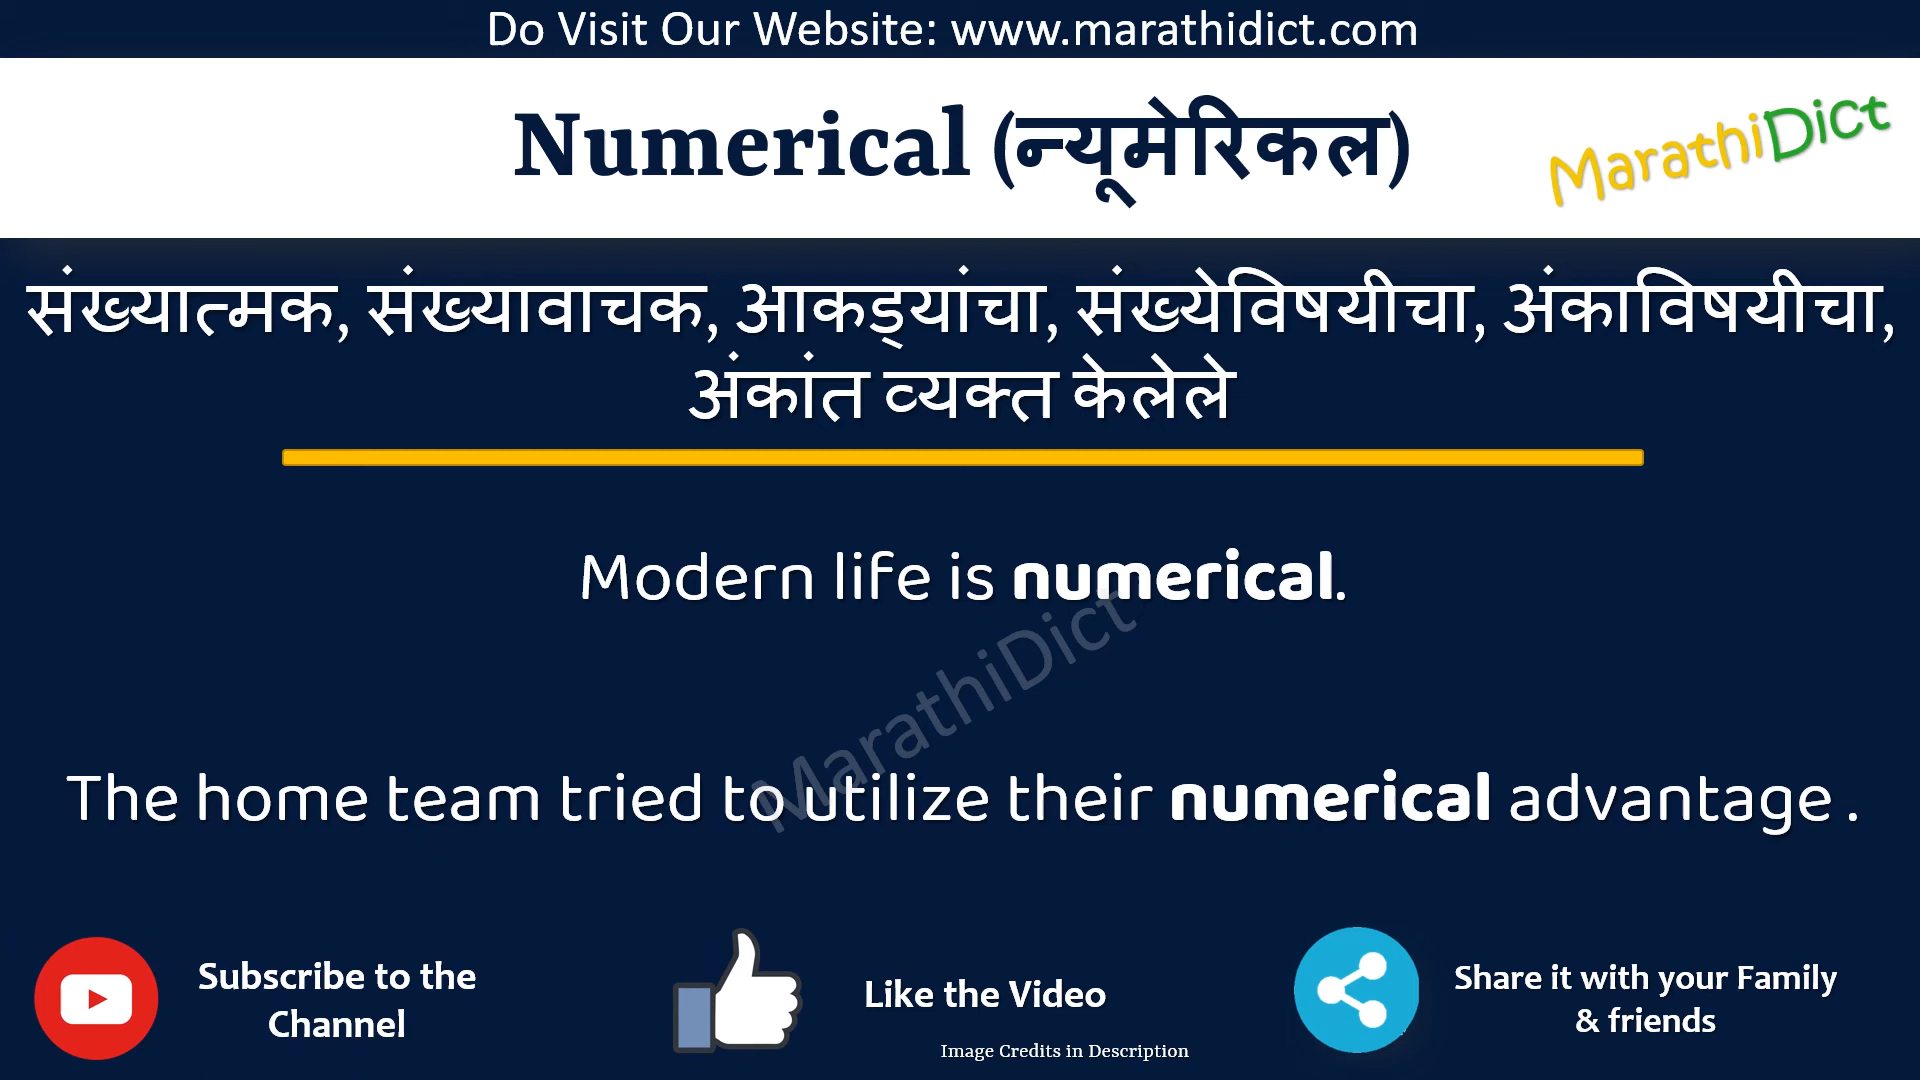 Do Visit Our Website: www.marathidict.com
Numerical (न्यूमेरिकल)
MarathiDict
संख्यात्मक, संख्यावाचक, आकड्यांचा, संख्येविषयीचा, अंकाविषयीचा,
अंकांत व्यक्त केलेले
Modern life is numerical.
MarathiDict
The home team tried to utilize their numerical advantage .
Subscribe to the
Channel
Like the Video
Share it with your Family
& friends
Image Credits in Description